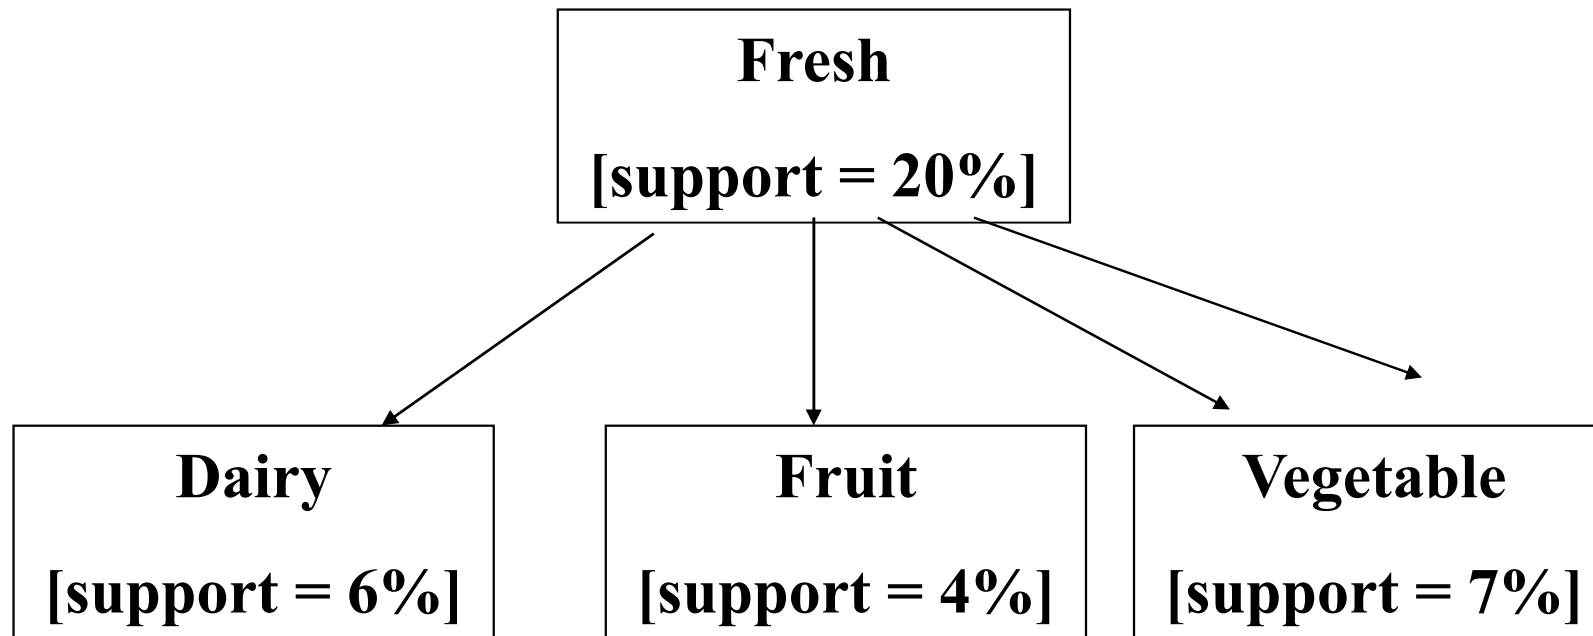 Fresh
[support = 20%]
Dairy
[support = 6%]
Fruit
[support = 4%]
Vegetable
[support = 7%]